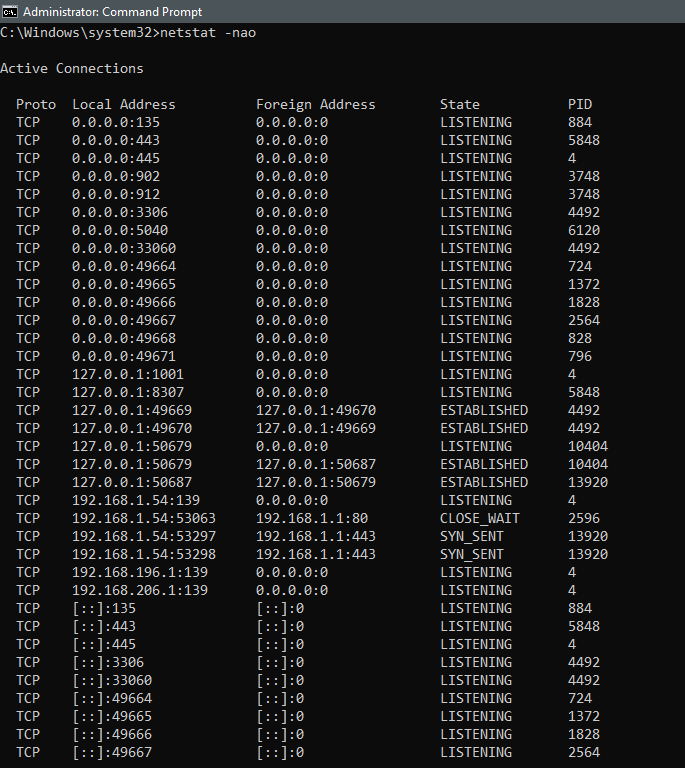 Administrator: Command Prompt
C:\Windows\system32>netstat -nao
Active Connections
Proto Local Address Foreign Address State PID
TCP 0.0.0.0:135 0.0.0.0:0 LISTENING 884
TCP 0.0.0.0:443 0.0.0.0:0 LISTENING 5848
TCP 0.0.0.0:445 0.0.0.0:0 LISTENING 4
TCP 0.0.0.0:902 0.0.0.0:0 LISTENING 3748
TCP 0.0.0.0:912 0.0.0.0:0 LISTENING 3748
TCP 0.0.0.0:3306 0.0.0.0:0 LISTENING 4492
TCP 0.0.0.0:5040 0.0.0.0:0 LISTENING 6120
TCP 0.0.0.0:33060 0.0.0.0:0 LISTENING 4492
TCP 0.0.0.0:49664 0.0.0.0:0 LISTENING 724
TCP 0.0.0.0:49665 0.0.0.0:0 LISTENING 1372
TCP 0.0.0.0:49666 0.0.0.0:0 LISTENING 1828
TCP 0.0.0.0:49667 0.0.0.0:0 LISTENING 2564
TCP 0.0.0.0:49668 0.0.0.0:0 LISTENING 828
TCP 0.0.0.0:49671 0.0.0.0:0 LISTENING 796
TCP 127.0.0.1:1001 0.0.0.0:0 LISTENING 4
TCP 127.0.0.1:8307 0.0.0.0:0 LISTENING 5848
TCP 127.0.0.1:49669 127.0.0.1:49670 ESTABLISHED 4492
TCP 127.0.0.1:49670 127.0.0.1:49669 ESTABLISHED 4492
TCP 127.0.0.1:50679 0.0.0.0:0 LISTENING 10404
TCP 127.0.0.1:50679 127.0.0.1:50687 ESTABLISHED 10404
TCP 127.0.0.1:50687 127.0.0.1:50679 ESTABLISHED 13920
TCP 192.168.1.54:139 0.0.0.0:0 LISTENING 4
TCP 192.168.1.54:53063 192.168.1.1:80 CLOSE_WAIT 2596
TCP 192.168.1.54:53297 192.168.1.1:443 SYN_SENT 13920
TCP 192.168.1.54:53298 192.168.1.1:443 SYN_SENT 13920
TCP 192.168.196.1:139 0.0.0.0:0 LISTENING 4
TCP 192.168.206.1:139 0.0.0.0:0 LISTENING 4
TCP [::]:135 [::]:0 LISTENING 884
TCP [::]:443 [::]:0 LISTENING 5848
TCP [::]:445 [::]:0 LISTENING 4
TCP [::]:3306 [::]:0 LISTENING 4492
TCP [::]:33060 [::]:0 LISTENING 4492
TCP [::]:49664 [::]:0 LISTENING 724
TCP [::]:49665 [::]:0 LISTENING 1372
TCP [::]:49666 [::]:0 LISTENING 1828
TCP [::]:49667 [::]:0 LISTENING 2564